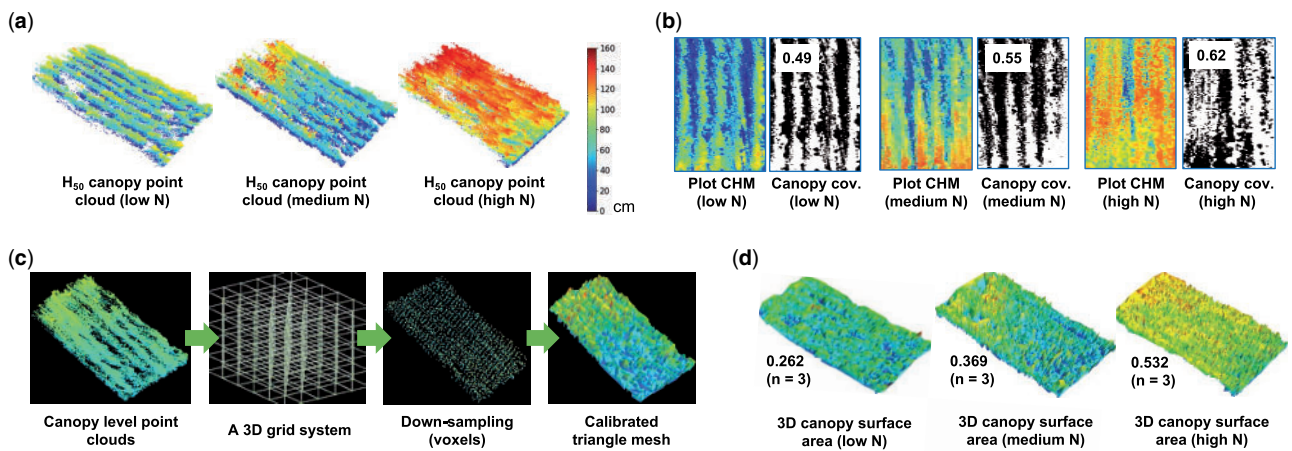 (a)
160
140
120
100
80
60
40
20
0
cm
H50 canopy point
cloud (low N)
H50 canopy point
cloud (medium N)
H50 canopy point
cloud (high N)
(b)
0.49
0.55
0.62
Plot CHM
(low N)
Canopy cov.
(low N)
Plot CHM
(medium N)
Canopy cov.
(medium N)
Plot CHM
(high N)
Canopy cov.
(high N)
(c)
Canopy level point
clouds
A 3D grid system
Down-sampling
(voxels)
Calibrated
triangle mesh
(d)
0.262
(n = 3)
0.369
(n = 3)
0.532
(n = 3)
3D canopy surface
area (low N)
3D canopy surface
area (medium N)
3D canopy surface
area (high N)